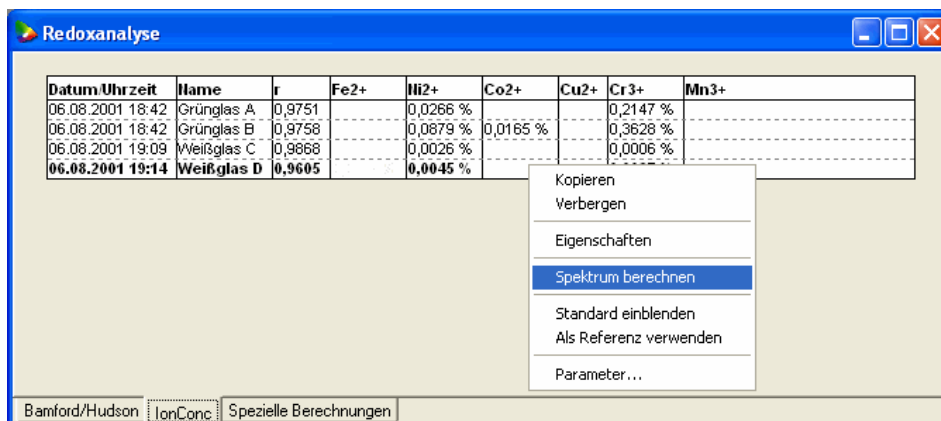 Redoxanalyse
Datum/Uhrzeit Name r Fe2+ Ni2+ Co2+ Cu2+ Cr3+ Mn3+
06.08.2001 18:42 Grünglas A 0,9751 0,0266 % 0,2147 %
06.08.2001 18:42 Grünglas B 0,9758 0,0879 % 0,0165 % 0,3628 %
06.08.2001 19:09 Weißglas C 0,9868 0,0026 % 0,0006 %
06.08.2001 19:14 Weißglas D 0,9605 0,0045 %
Kopieren
Verbergen
Eigenschaften
Spektrum berechnen
Standard einblenden
Als Referenz verwenden
Parameter...
Bamford/Hudson IonConc Spezielle Berechnungen